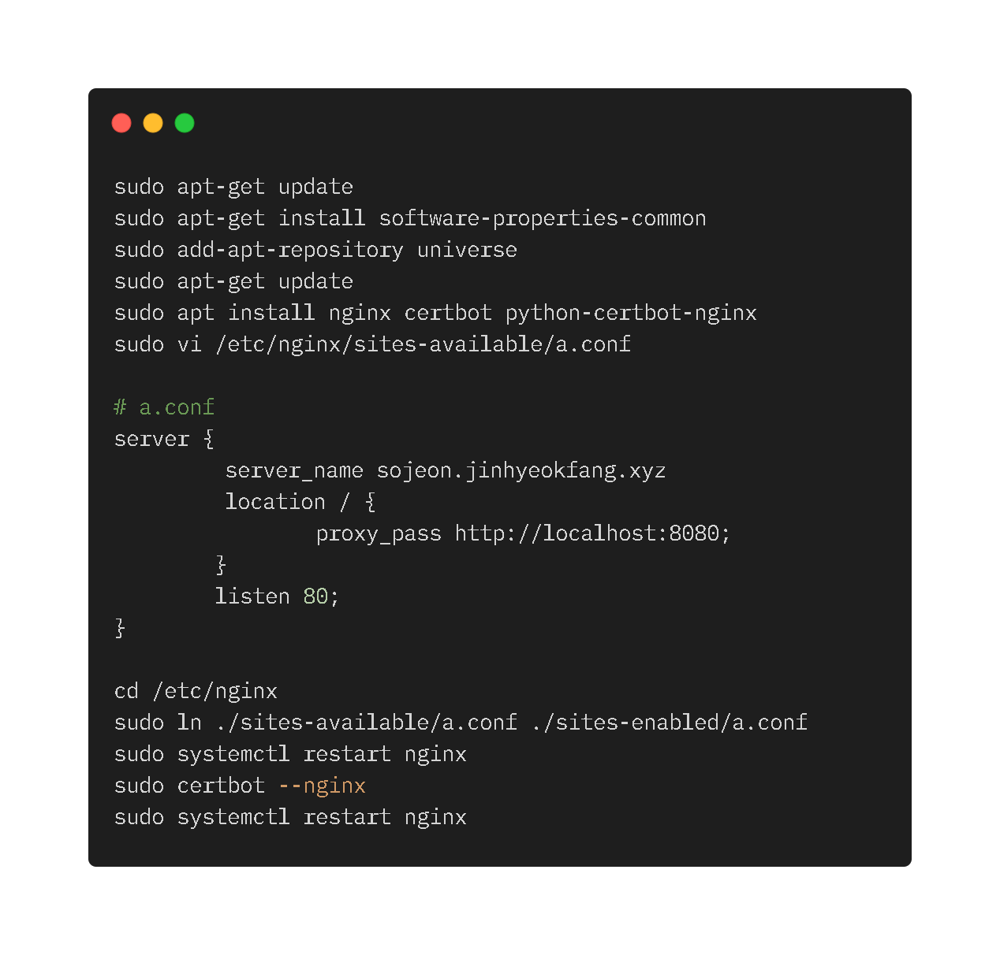 sudo apt-get update
sudo apt-get install software-properties-common
sudo add-apt-repository universe
sudo apt-get update
sudo apt install nginx certbot python-certbot-nginx
sudo vi /etc/nginx/sites-available/a.conf

# a.conf
server {
         server_name sojeon.jinhyeokfang.xyz
         location / {
                proxy_pass http://localhost:8080;
        }
        listen 80;
}

cd /etc/nginx
sudo ln ./sites-available/a.conf ./sites-enabled/a.conf
sudo systemctl restart nginx
sudo certbot --nginx
sudo systemctl restart nginx